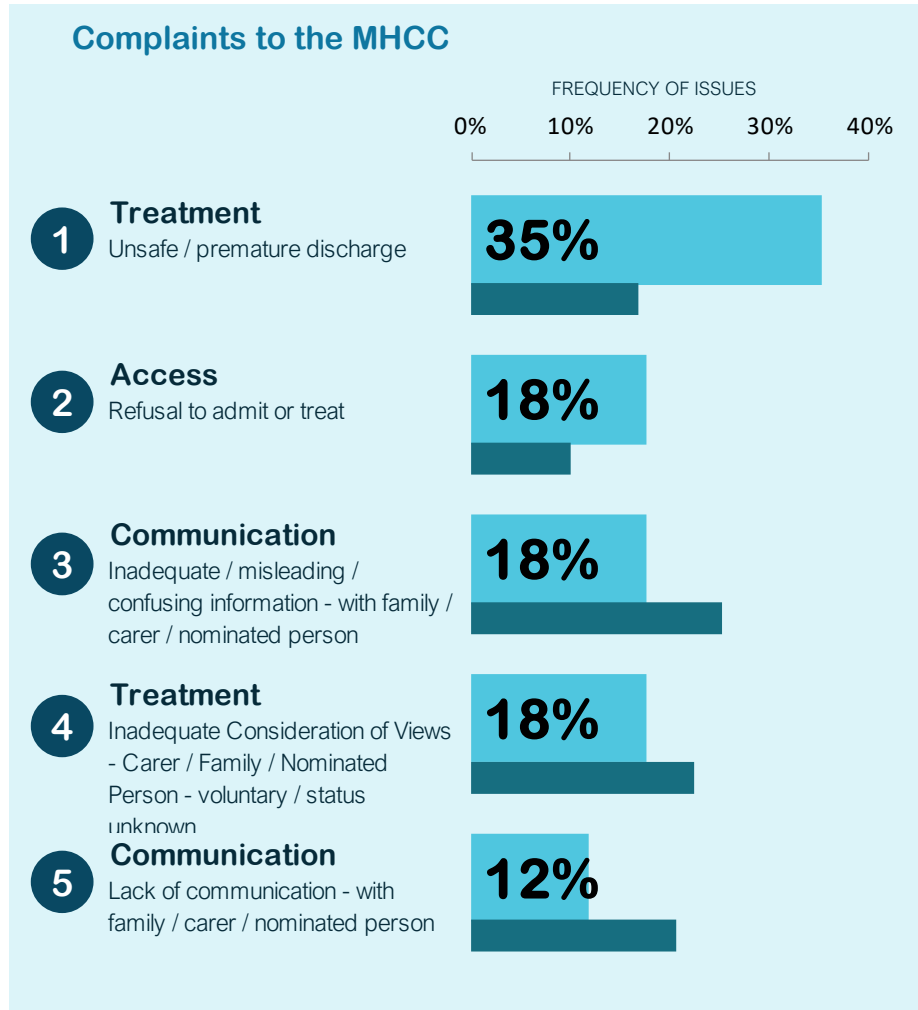 Complaints to the MHCC
FREQUENCY OF ISSUES
0% 10% 20% 30% 40%
1
Treatment
Unsafe / premature discharge
35%
2
Access
Refusal to admit or treat
18%
3
Communication
Inadequate / misleading /
confusing information - with family /
carer / nominated person
18%
4
Treatment
Inadequate Consideration of Views
- Carer / Family / Nominated
Person - voluntary / status
unknown
18%
5
Communication
Lack of communication - with
family / carer / nominated person
12%